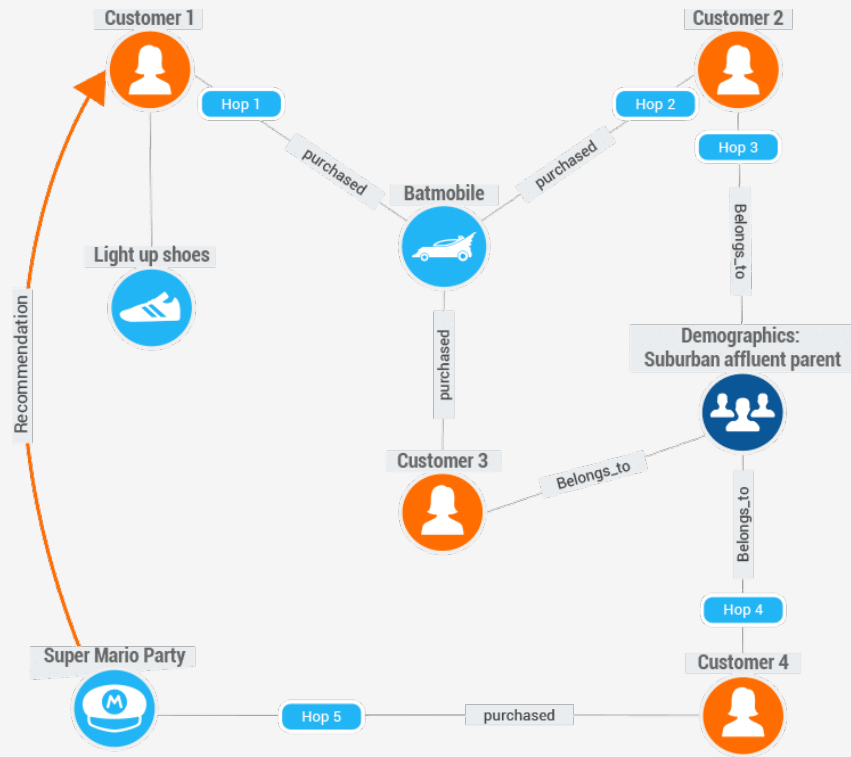 Customer 1
Customer 2
Hop 1
Hop 2
Hop 3
purchased
purchased
Batmobile
Belongs_to
Light up shoes
Recommendation
purchased
Demographics:
Suburban affluent parent
Customer 3
Belongs_to
Belongs_to
Hop 4
Super Mario Party
Customer 4
M
Hop 5
purchased